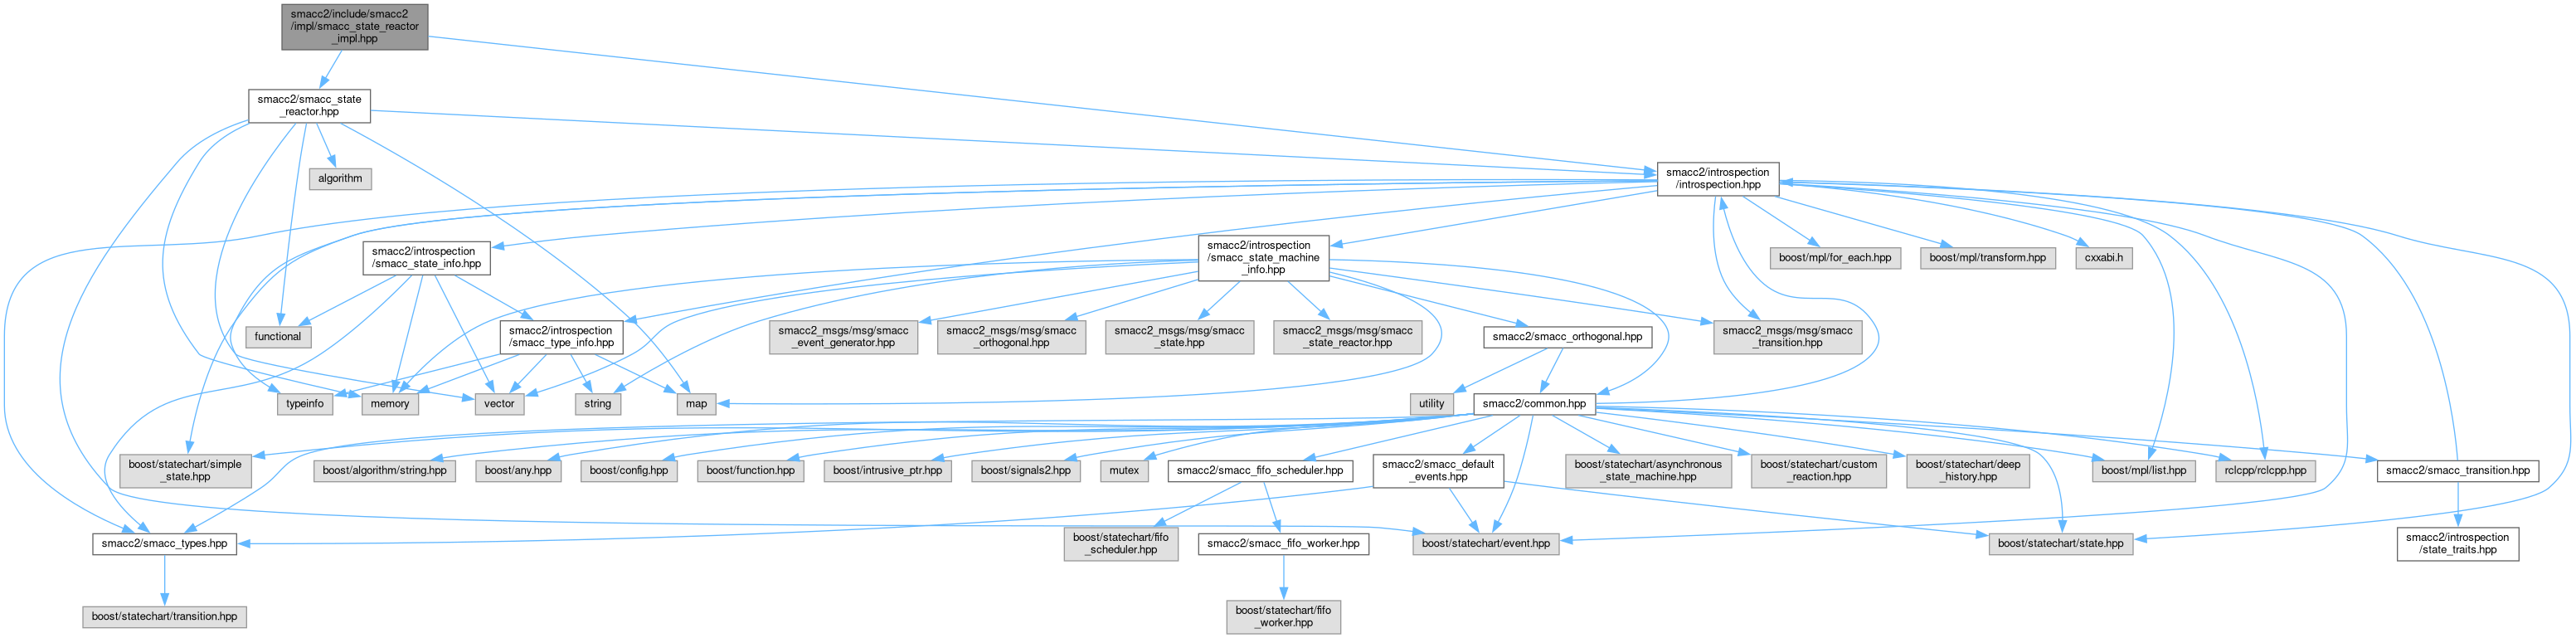 smacc2/include/smacc2
/impl/smacc_state_reactor
_impl.hpp
smacc2/smacc_state
_reactor.hpp
algorithm
smacc2/introspection
/introspection.hpp
smacc2/introspection
/smacc_state_info.hpp
smacc2/introspection
/smacc_state_machine
_info.hpp
boost/mpl/for_each.hpp
boost/mpl/transform.hpp
cxxabi.h
functional
smacc2/introspection
/smacc_type_info.hpp
smacc2_msgs/msg/smacc
_event_generator.hpp
smacc2_msgs/msg/smacc
_orthogonal.hpp
smacc2_msgs/msg/smacc
_state.hpp
smacc2_msgs/msg/smacc
_state_reactor.hpp
smacc2/smacc_orthogonal.hpp
smacc2_msgs/msg/smacc
_transition.hpp
typeinfo
memory
vector
string
map
utility
smacc2/common.hpp
boost/statechart/simple
_state.hpp
boost/algorithm/string.hpp
boost/any.hpp
boost/config.hpp
boost/function.hpp
boost/intrusive_ptr.hpp
boost/signals2.hpp
mutex
smacc2/smacc_fifo_scheduler.hpp
smacc2/smacc_default
_events.hpp
boost/statechart/asynchronous
_state_machine.hpp
boost/statechart/custom
_reaction.hpp
boost/statechart/deep
_history.hpp
boost/mpl/list.hpp
rclcpp/rclcpp.hpp
smacc2/smacc_transition.hpp
smacc2/smacc_types.hpp
boost/statechart/fifo
_scheduler.hpp
smacc2/smacc_fifo_worker.hpp
boost/statechart/event.hpp
boost/statechart/state.hpp
smacc2/introspection
/state_traits.hpp
boost/statechart/transition.hpp
boost/statechart/fifo
_worker.hpp